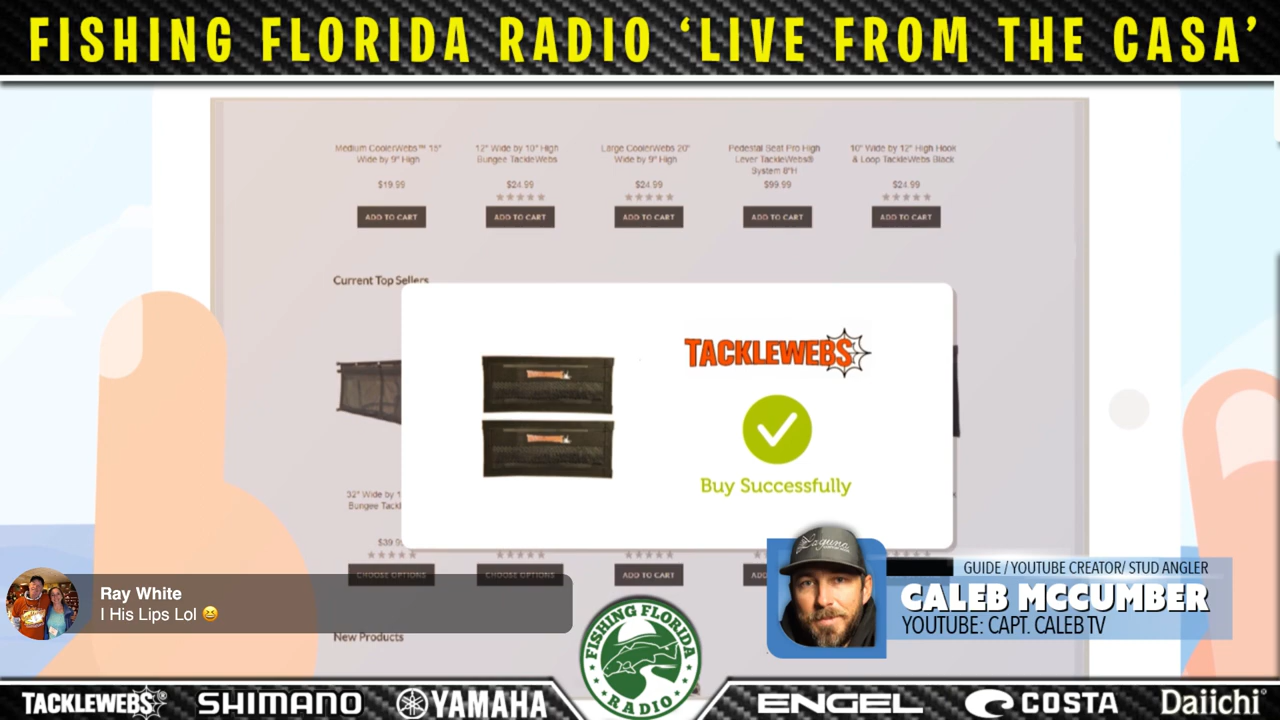 FISHING FLORIDA RADIO ‘LIVE FROM THE CASA’
Medium CoolerWebs™ 15"
Wide by 9" High
$19.99
ADD TO CART
12" Wide by 10" High
Bungee TackleWebs
$24.99
ADD TO CART
Large CoolerWebs 20"
Wide by 9" High
$24.99
ADD TO CART
Pedestal Seat Pro High
Lever TackleWebs®
System 8"H
$99.99
ADD TO CART
10" Wide by 12" High Hook
& Loop TackleWebs Black
$24.99
ADD TO CART
Current Top Sellers
TACKLEWEBS
Buy Successfully
32" Wide by
Bungee
CHOOSE OPTIONS
CHOOSE OPTIONS
ADD TO CART
New Products
Ray White
I His Lips Lol 😆
Laguna
GUIDE / YOUTUBE CREATOR/ STUD ANGLER
CALEB MCCUMBER
YOUTUBE: CAPT. CALEB TV
FISHING FLORIDA
RADIO
TACKLEWEBS®
SHIMANO
YAMAHA
ENGEL
COSTA
Daiichi®